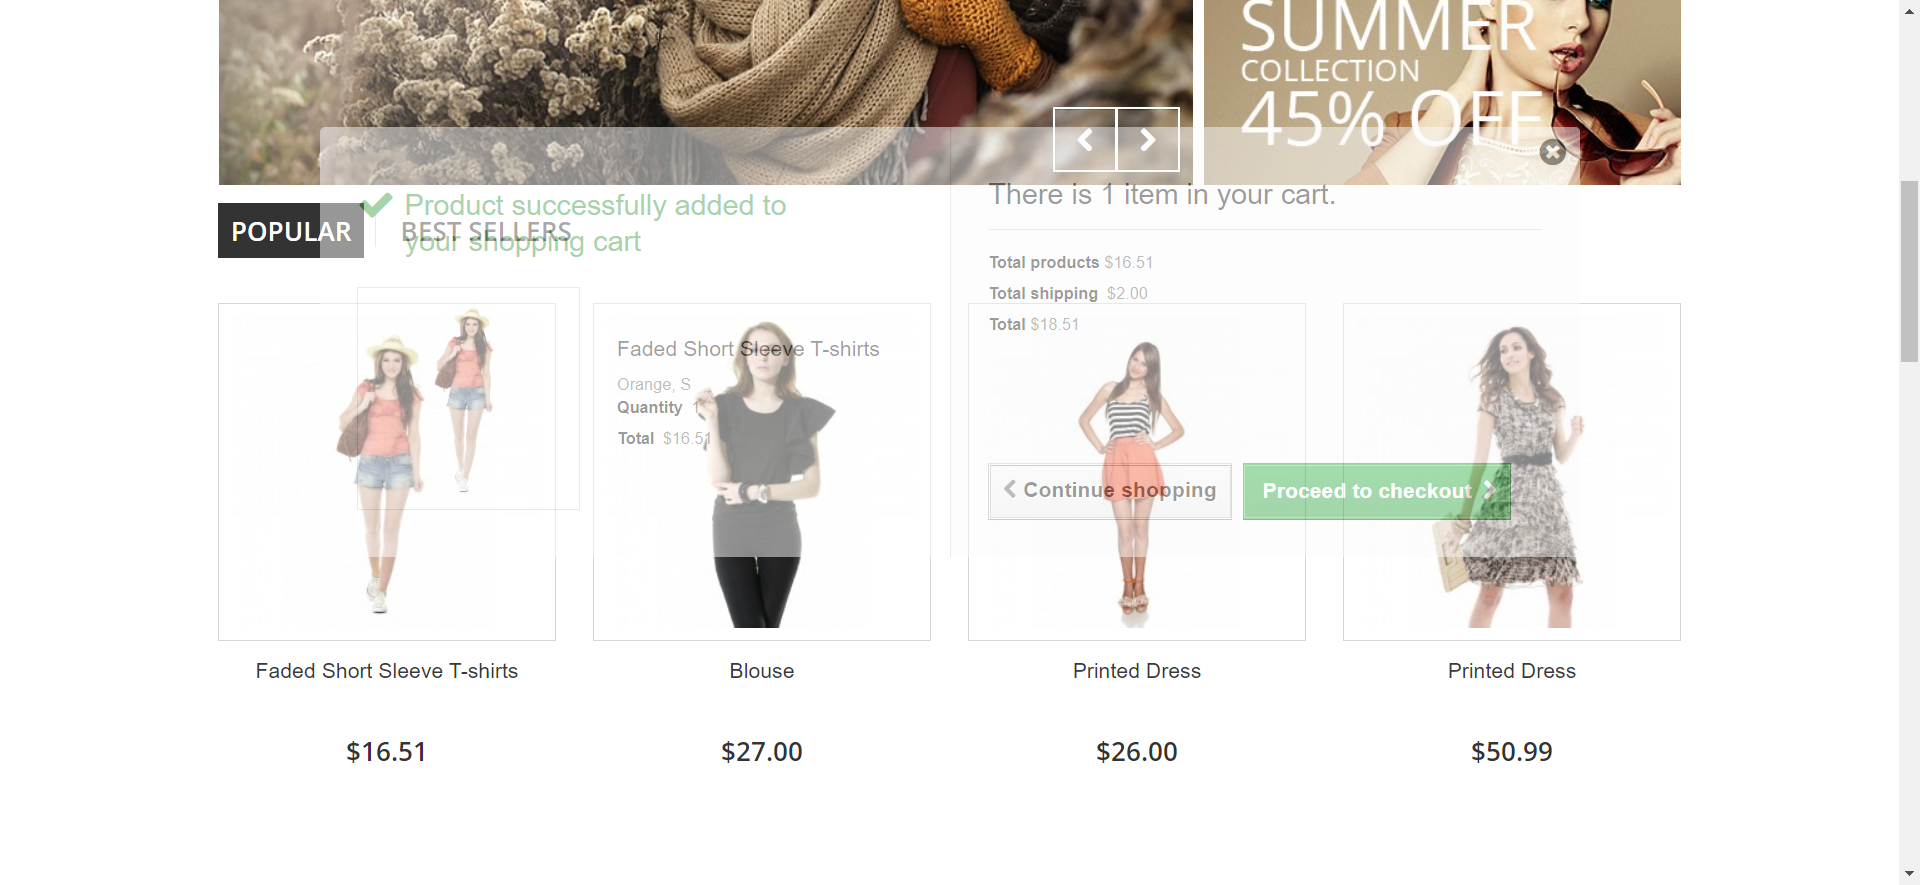 SUMMER
COLLECTION
45% OFF
Product successfully added to
your shopping cart
There is 1 item in your cart.
POPULAR
BEST SELLERS
Total products $16.51
Total shipping $2.00
Total $18.51
Faded Short Sleeve T-shirts
Orange, S
Quantity 1
Total $16.51
Continue shopping
Proceed to checkout
Faded Short Sleeve T-shirts
Blouse
Printed Dress
Printed Dress
$16.51
$27.00
$26.00
$50.99